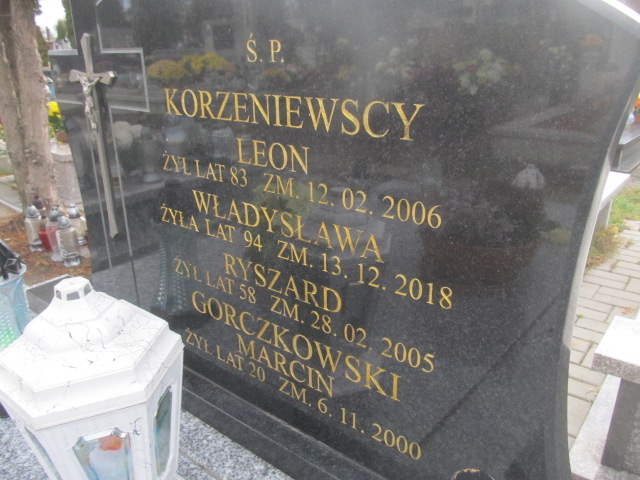 Ś. P.
KORZENIEWSCY
LEON
ŻYŁ LAT 83 ZM. 12. 02. 2006
WŁADYSŁAWA
ŻYŁA LAT 94 ZM. 13. 12. 2018
RYSZARD
ŻYŁ LAT 58 ZM. 28. 02. 2005
GORCZKOWSKI
MARCIN
ŻYŁ LAT 20 ZM. 6. 11. 2000